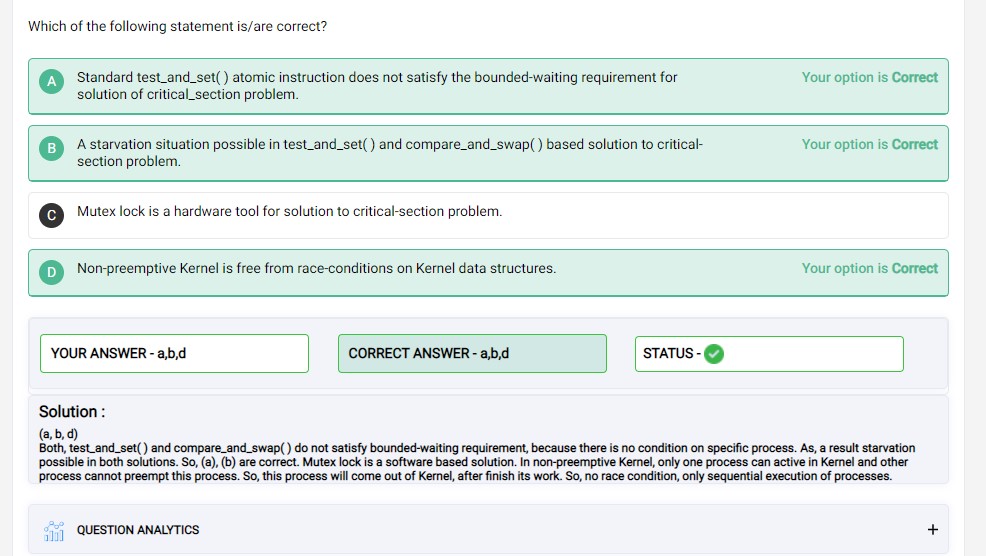 Which of the following statement is/are correct?
A
Standard test_and_set( ) atomic instruction does not satisfy the bounded-waiting requirement for
solution of critical_section problem.
Your option is Correct
B
A starvation situation possible in test_and_set( ) and compare_and_swap( ) based solution to critical-
section problem.
Your option is Correct
C
Mutex lock is a hardware tool for solution to critical-section problem.
D
Non-preemptive Kernel is free from race-conditions on Kernel data structures.
Your option is Correct
YOUR ANSWER - a,b,d
CORRECT ANSWER - a,b,d
STATUS -
Solution :
(a, b, d)
Both, test_and_set( ) and compare_and_swap( ) do not satisfy bounded-waiting requirement, because there is no condition on specific process. As, a result starvation
possible in both solutions. So, (a), (b) are correct. Mutex lock is a software based solution. In non-preemptive Kernel, only one process can active in Kernel and other
process cannot preempt this process. So, this process will come out of Kernel, after finish its work. So, no race condition, only sequential execution of processes.
QUESTION ANALYTICS
+